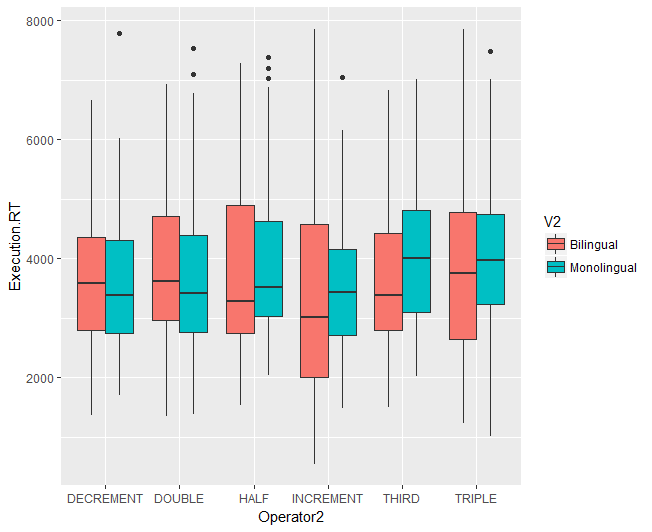 8000
6000
4000
2000
Execution.RT
DECREMENT DOUBLE HALF INCREMENT THIRD TRIPLE
Operator2
V2
Bilingual
Monolingual